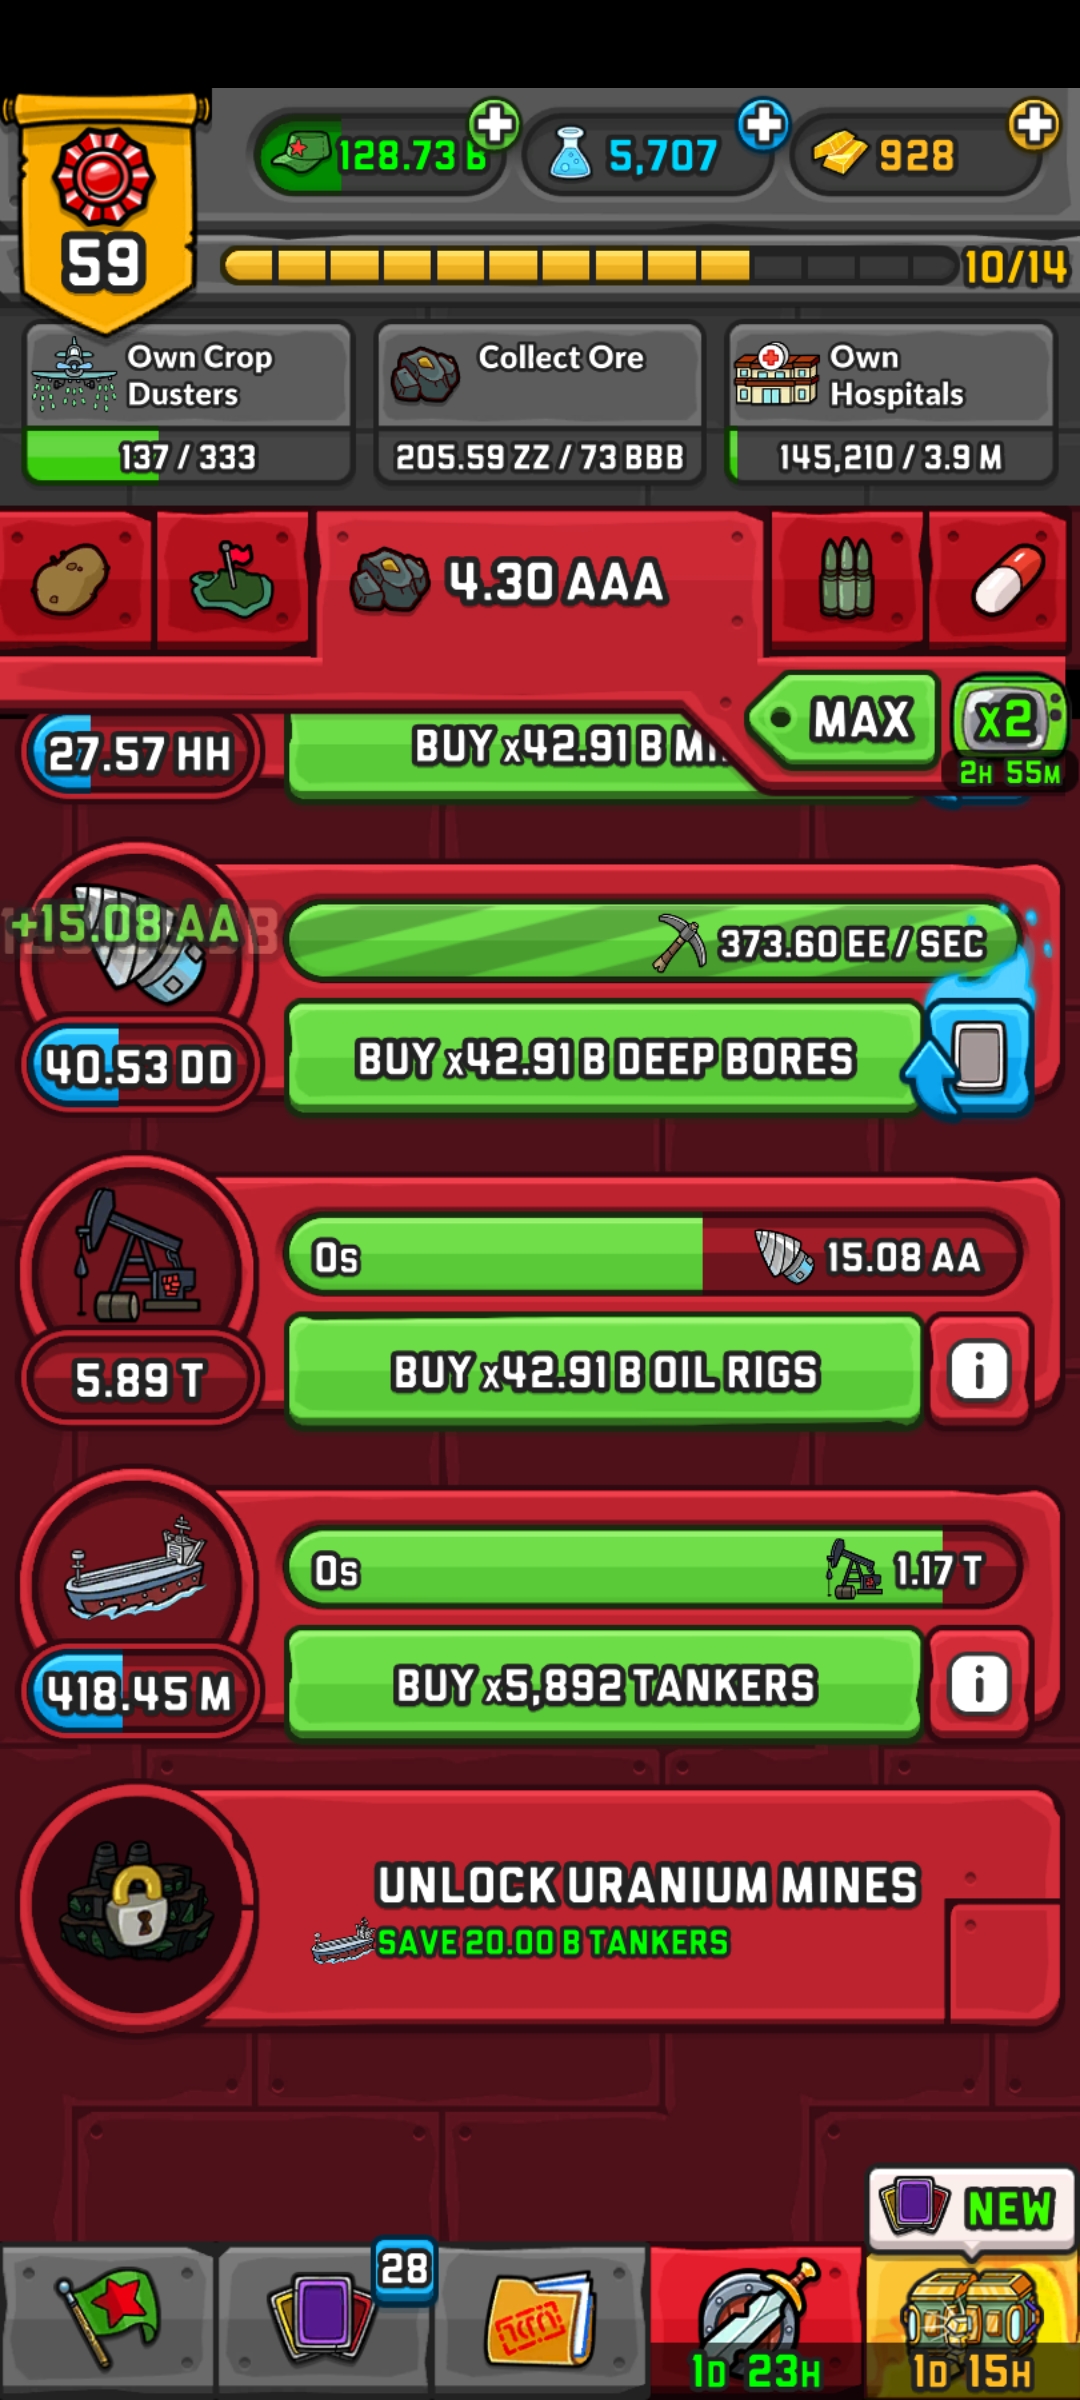 128.73 B
5,707
928
59
10/14
Own Crop
Dusters
137 / 333
Collect Ore
205.59 ZZ / 73 BBB
Own
Hospitals
145,210 / 3.9 M
4.30 AAA
MAX
x2
2H 55M
27.57 HH
BUY x42.91 B
+15.08 AA
373.60 EE / SEC
40.53 DD
BUY x42.91 B DEEP BORES
0s
15.08 AA
5.89 T
BUY x42.91 B OIL RIGS
i
0s
1.17 T
418.45 M
BUY x5,892 TANKERS
i
UNLOCK URANIUM MINES
SAVE 20.00 B TANKERS
NEW
28
1D 23H
1D 15H